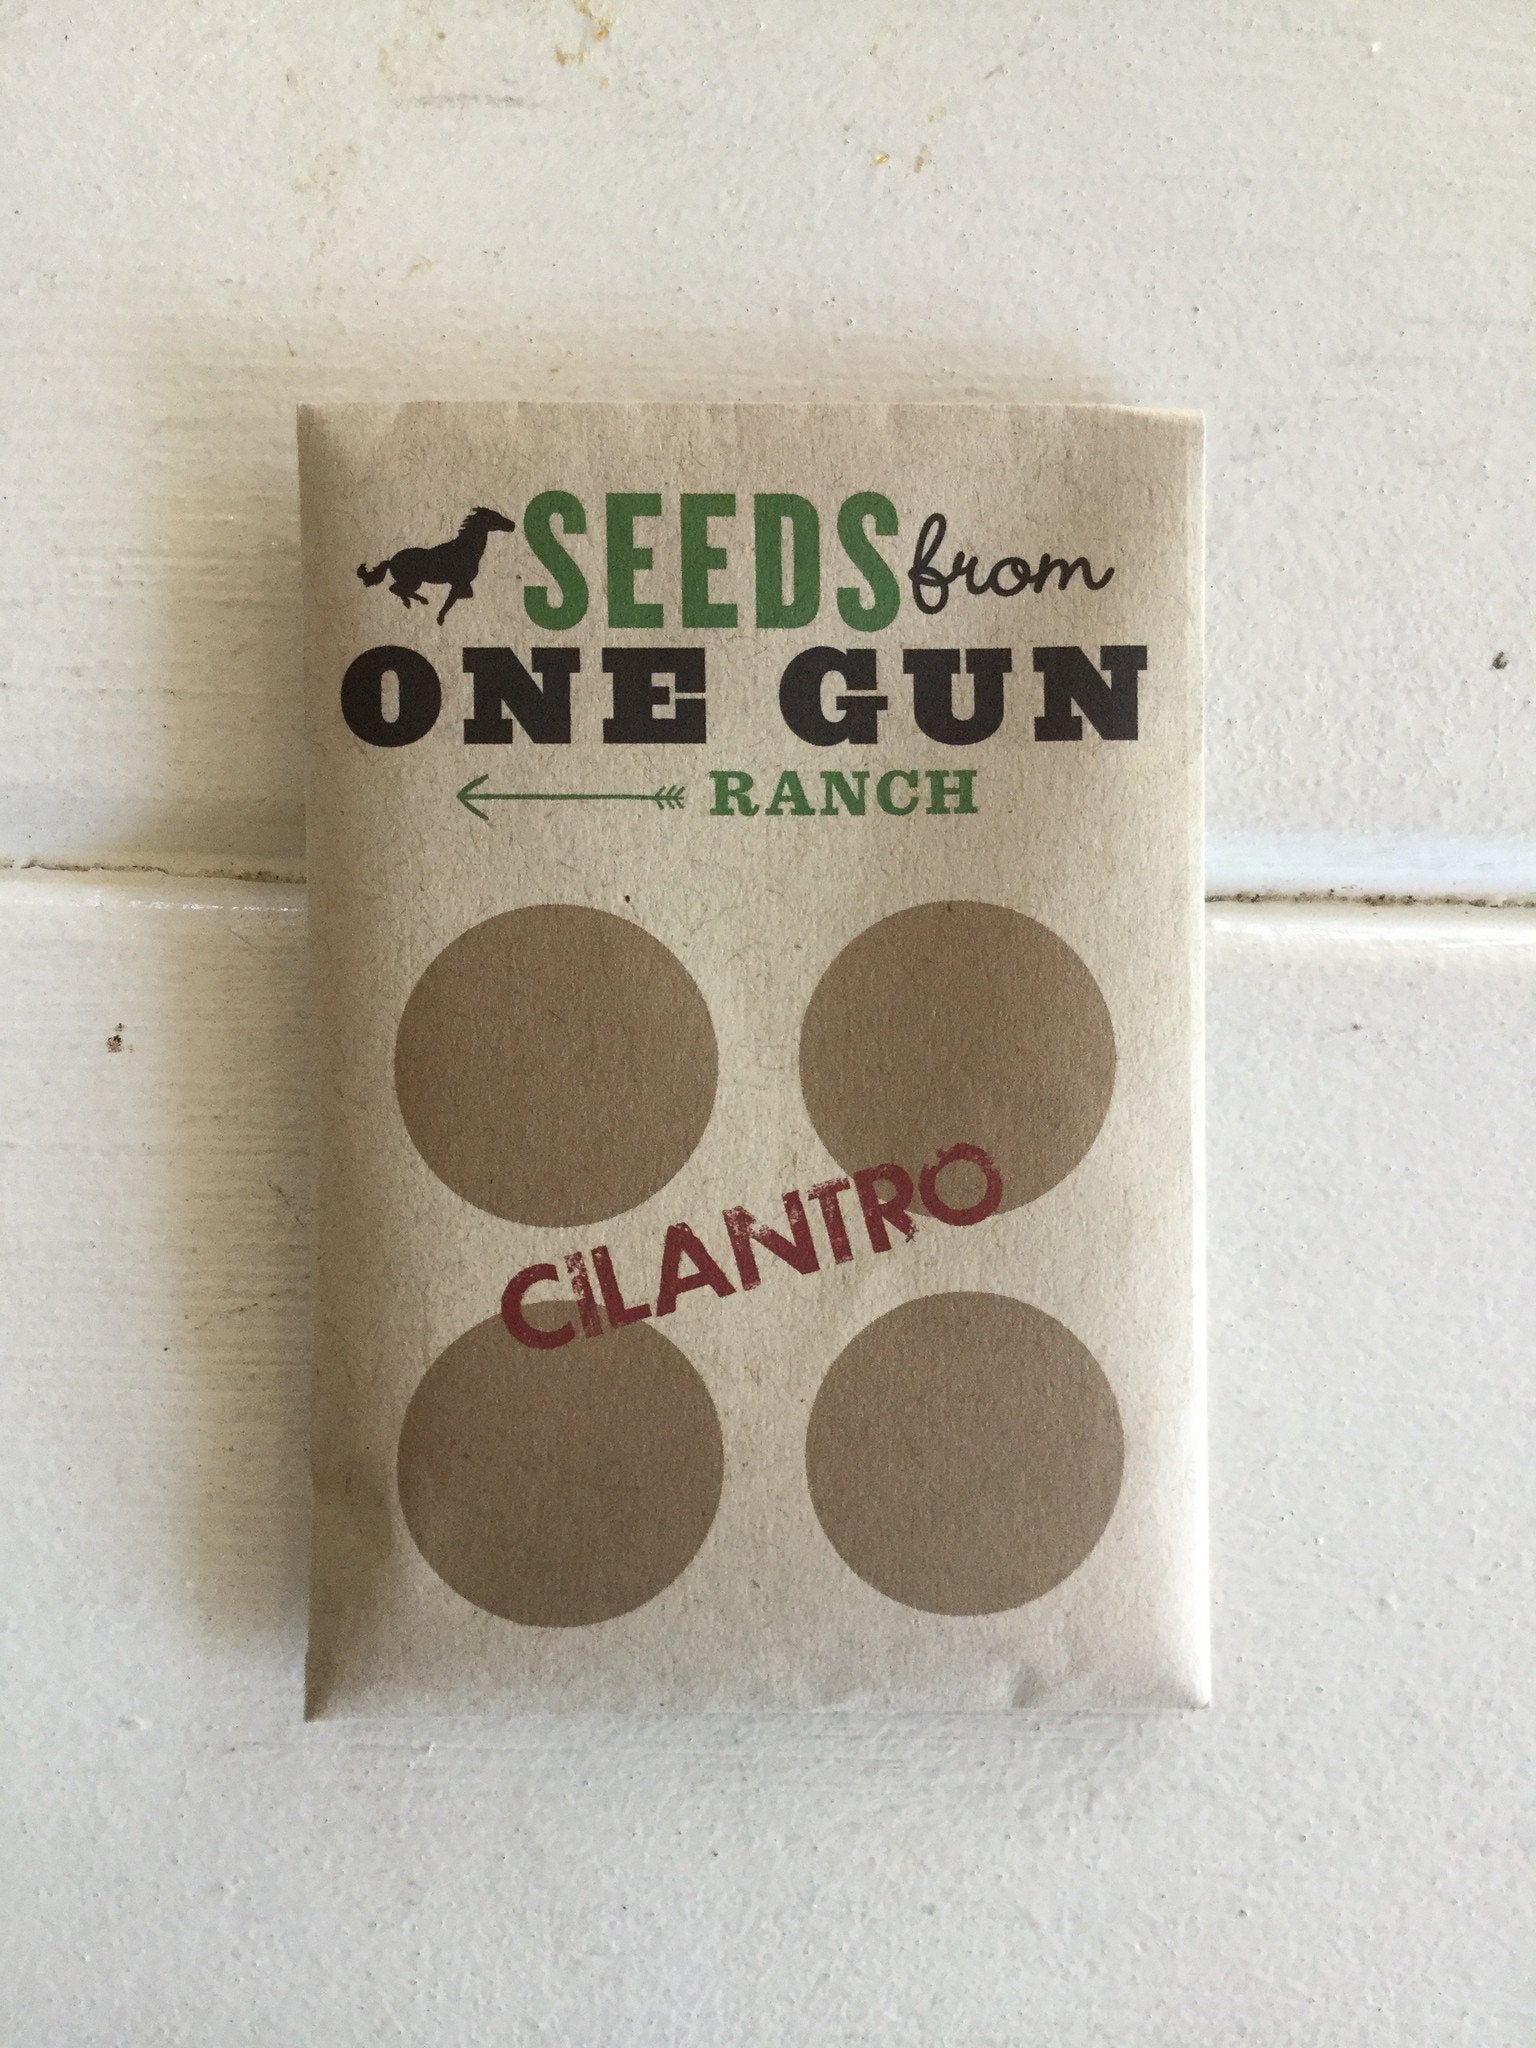 SEEDS from
ONE GUN
RANCH
CILANTRO